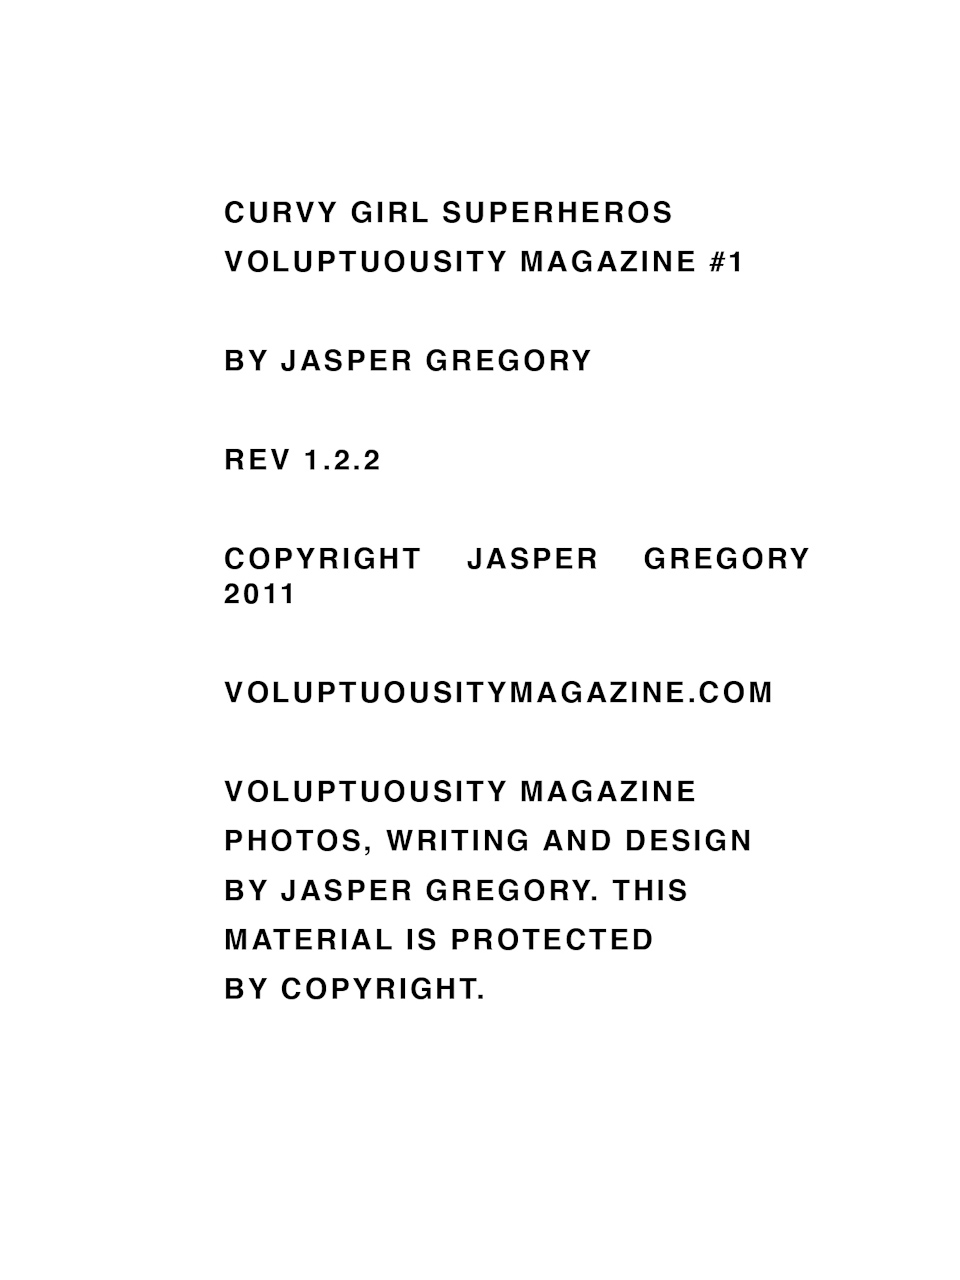 CURVY GIRL SUPERHEROS
VOLUPTUOUSITY MAGAZINE #1
BY JASPER GREGORY
REV 1.2.2
COPYRIGHT JASPER GREGORY
2011
VOLUPTUOUSITYMAGAZINE.COM
VOLUPTUOUSITY MAGAZINE
PHOTOS, WRITING AND DESIGN
BY JASPER GREGORY. THIS
MATERIAL IS PROTECTED
BY COPYRIGHT.